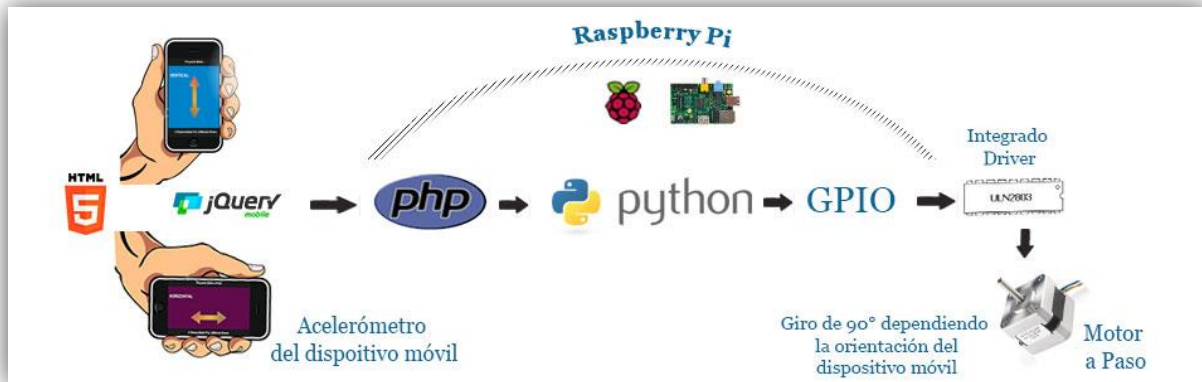 Raspberry Pi
VERTICAL
HTML
5
jQuery
mobile
php
python
GPIO
Integrado
Driver
ULN2803
HORIZONTAL
Acelerómetro
del dispoitivo móvil
Giro de 90° dependiendo
la orientación del
dispositivo móvil
Motor
a Paso